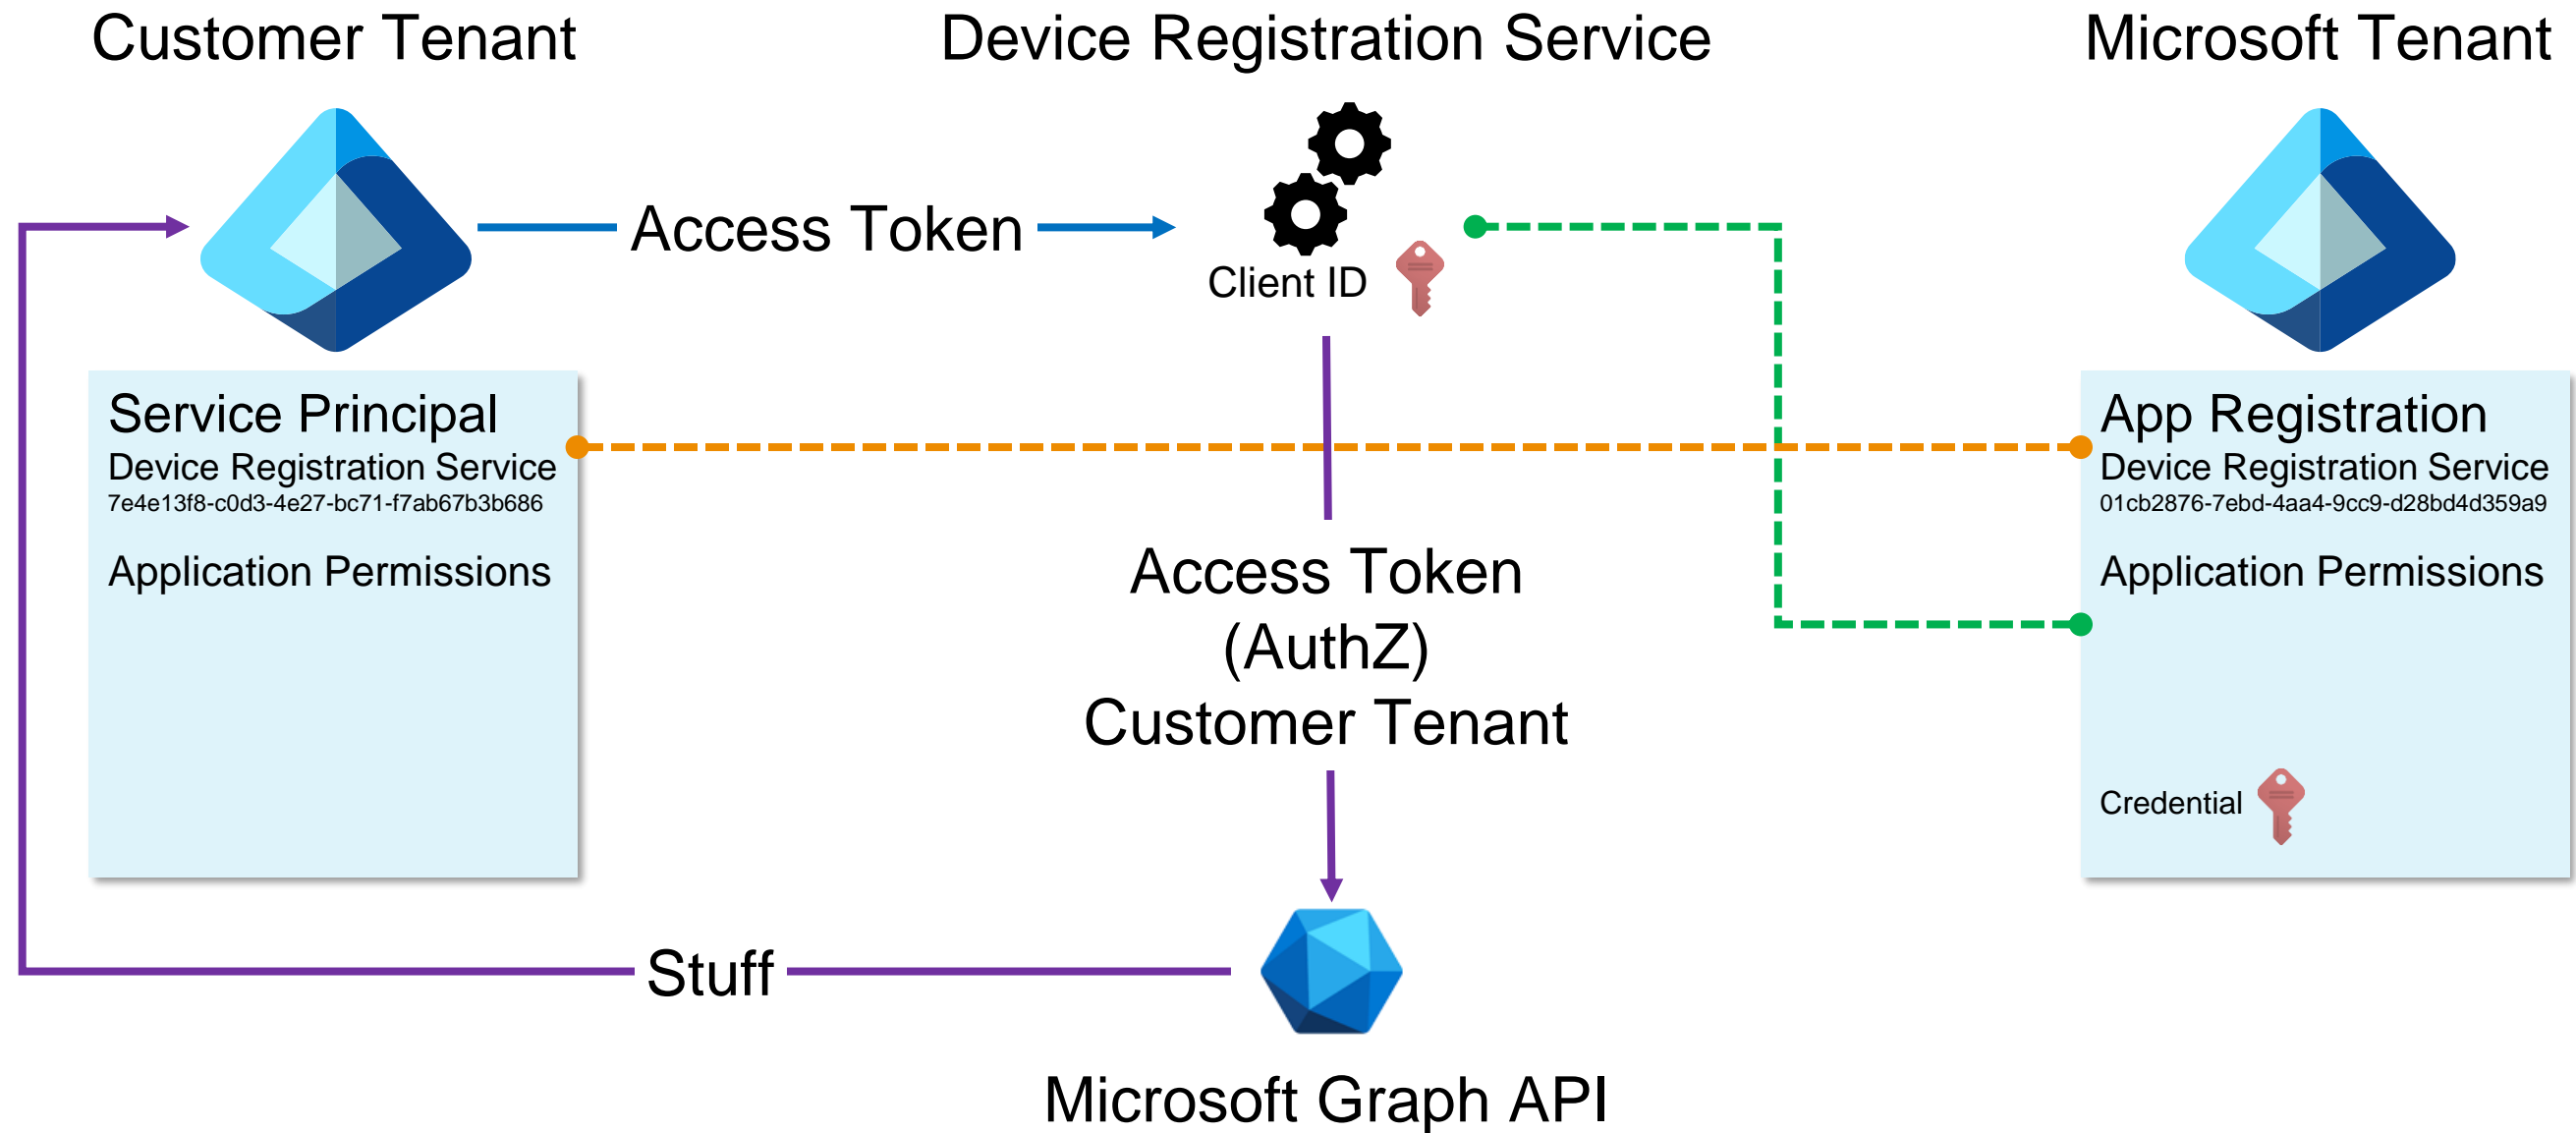 Customer Tenant
Device Registration Service
Microsoft Tenant
Access Token
Client ID
Service Principal
Device Registration Service
7e4e13f8-c0d3-4e27-bc71-f7ab67b3b686
Application Permissions
App Registration
Device Registration Service
01cb2876-7ebd-4aa4-9cc9-d28bd4d359a9
Application Permissions
Credential
Access Token
(AuthZ)
Customer Tenant
Stuff
Microsoft Graph API